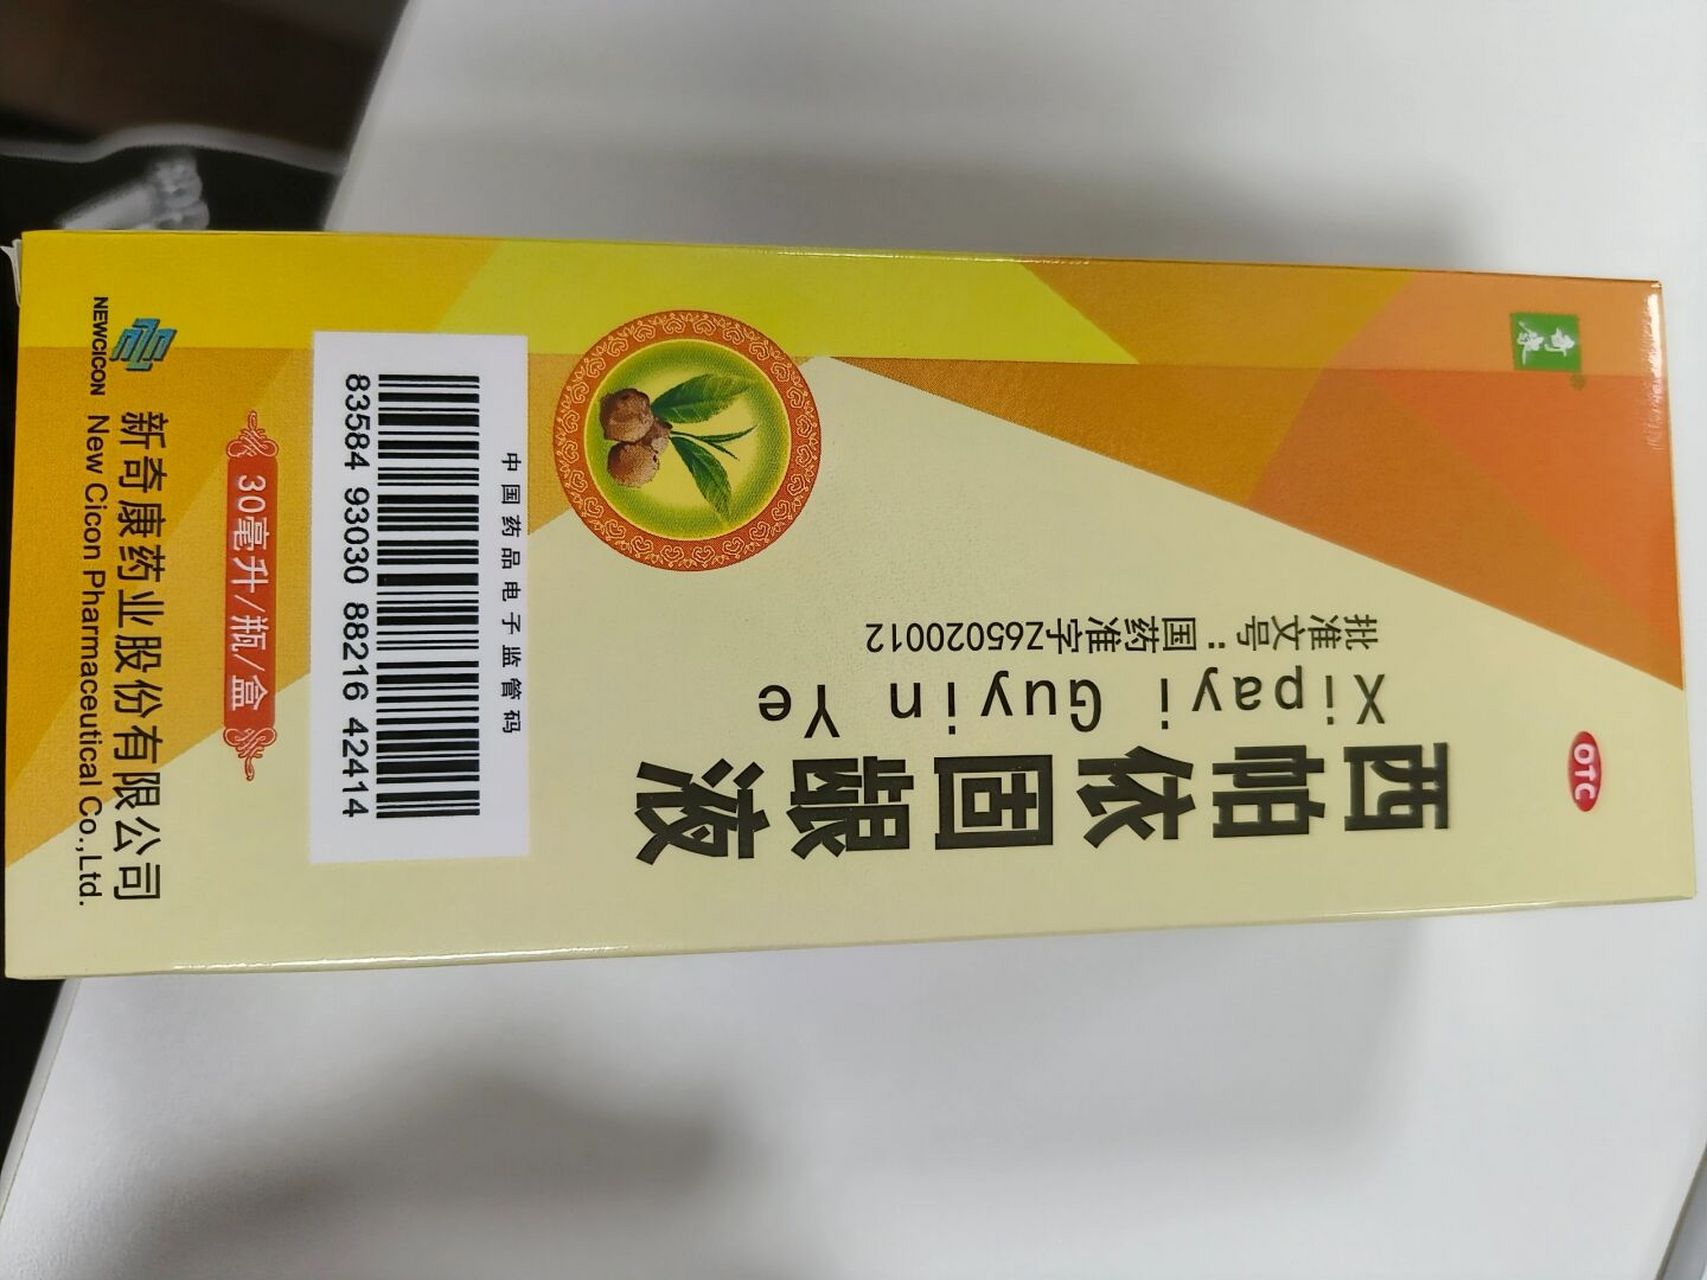 奇康
®
OTC
西帕依固龈液
Xipayi Guyin Ye
批准文号：国药准字Z65020012
中国药品电子监管码
83584 93030 88216 42414
30毫升/瓶/盒
NEWCICON
新奇康药业股份有限公司
New Cicon Pharmaceutical Co.,Ltd.